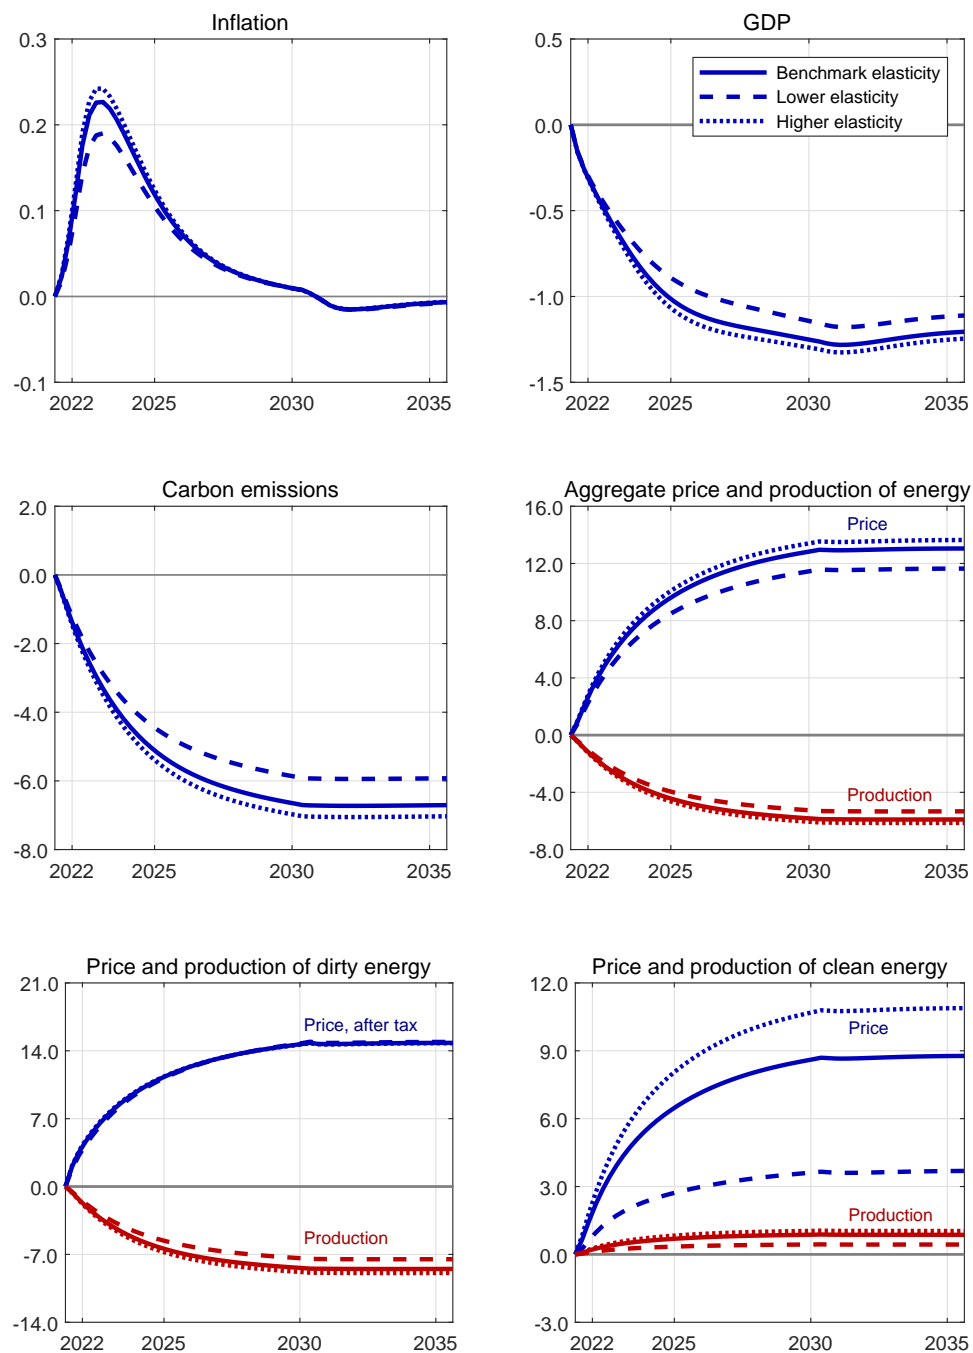 Inflation
0.3
0.2
0.1
0.0
-0.1
2022 2025 2030 2035
GDP
0.5
0.0
-0.5
-1.0
-1.5
2022 2025 2030 2035
Benchmark elasticity
Lower elasticity
Higher elasticity
Carbon emissions
2.0
0.0
-2.0
-4.0
-6.0
-8.0
2022 2025 2030 2035
Aggregate price and production of energy
16.0
12.0
8.0
4.0
0.0
-4.0
-8.0
2022 2025 2030 2035
Price
Production
Price and production of dirty energy
21.0
14.0
7.0
0.0
-7.0
-14.0
2022 2025 2030 2035
Price, after tax
Production
Price and production of clean energy
12.0
9.0
6.0
3.0
0.0
-3.0
2022 2025 2030 2035
Price
Production